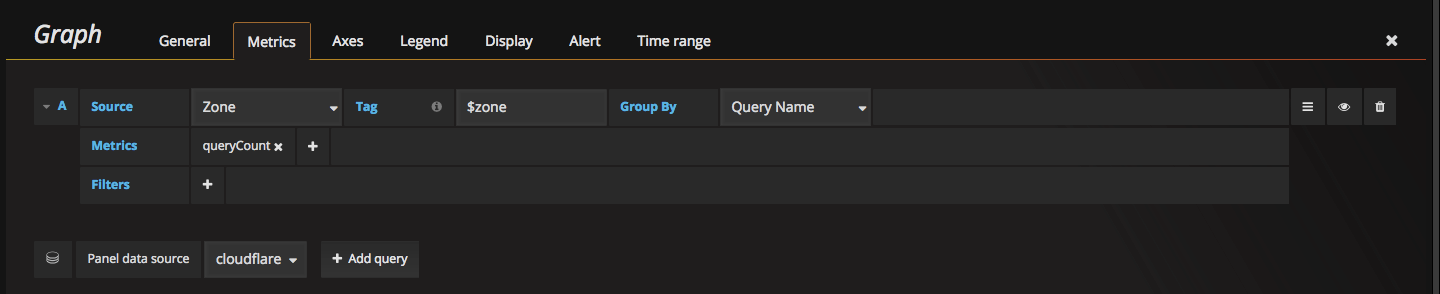 Graph General Metrics Axes Legend Display Alert Time range
A Source Zone Tag $zone Group By Query Name
Metrics queryCount
Filters
Panel data source cloudflare Add query